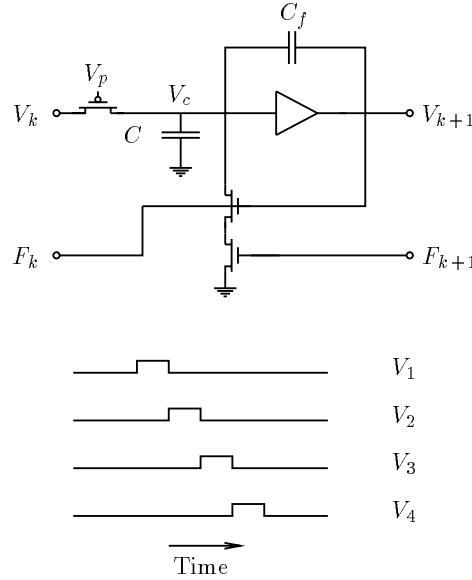 C_f
V_p
V_k
V_c
V_{k+1}
C
F_k
F_{k+1}
V_1
V_2
V_3
V_4
Time